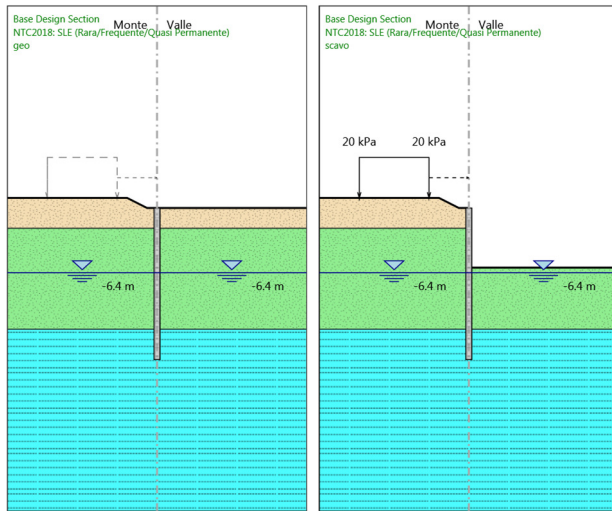 Base Design Section
Monte Valle
NTC2018: SLE (Rara/Frequente/Quasi Permanente)
geo
-6.4 m
-6.4 m
Base Design Section
Monte Valle
NTC2018: SLE (Rara/Frequente/Quasi Permanente)
scavo
20 kPa 20 kPa
-6.4 m
-6.4 m